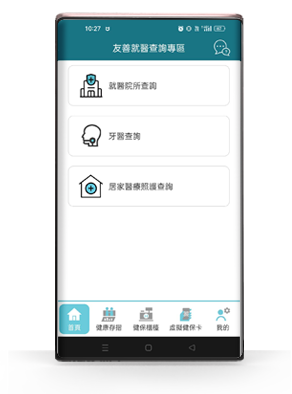 10:27
友善就醫查詢專區
就醫院所查詢
牙醫查詢
居家醫療照護查詢
首頁
健康存摺
健保櫃檯
虛擬健保卡
我的